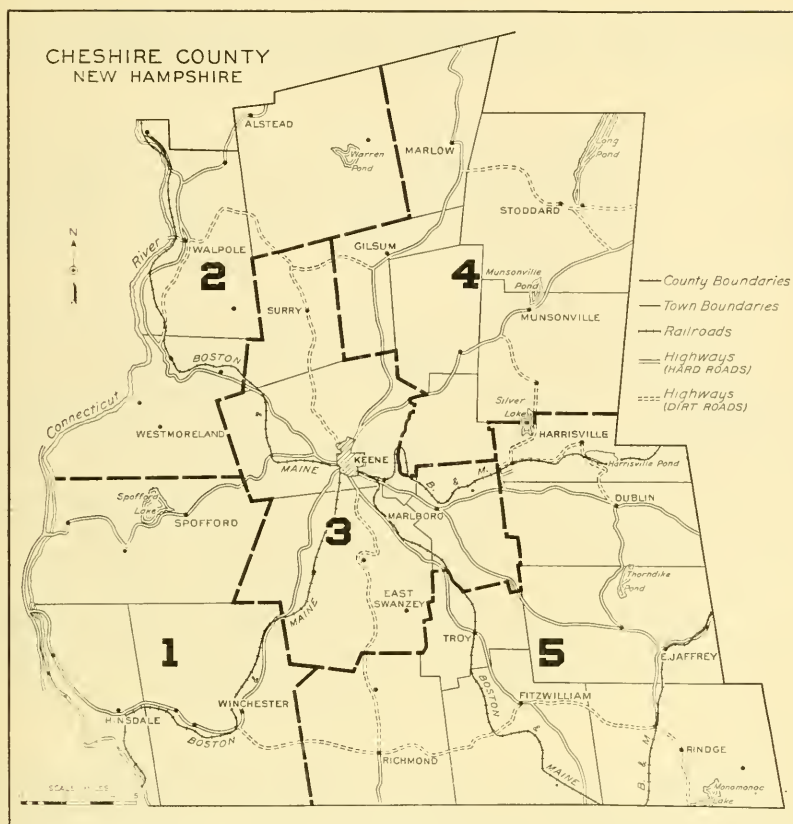 CHESHIRE COUNTY
NEW HAMPSHIRE
ALSTEAD
Warren
Pond
MARLOW
Long
Pond
STODDARD
N
River
WALPOLE
GILSUM
2
4
SURRY
Munsonville
Pond
MUNSONVILLE
County Boundaries
Town Boundaries
Railroads
Highways
(HARD ROADS)
Highways
(DIRT ROADS)
BOSTON
&
Connecticut
WESTMORELAND
Silver
Lake
HARRISVILLE
KEENE
MAINE
B & M
Harrisville Pond
Spofford
Lake
SPOFFORD
MARLBORO
DUBLIN
3
Thorndike
Pond
EAST
SWANZEY
MAINE
1
TROY
5
E. JAFFREY
&
HINSDALE
WINCHESTER
BOSTON
BOSTON
&
MAINE
FITZWILLIAM
RICHMOND
B & M
RINDGE
Monomonac
Lake
SCALE
5